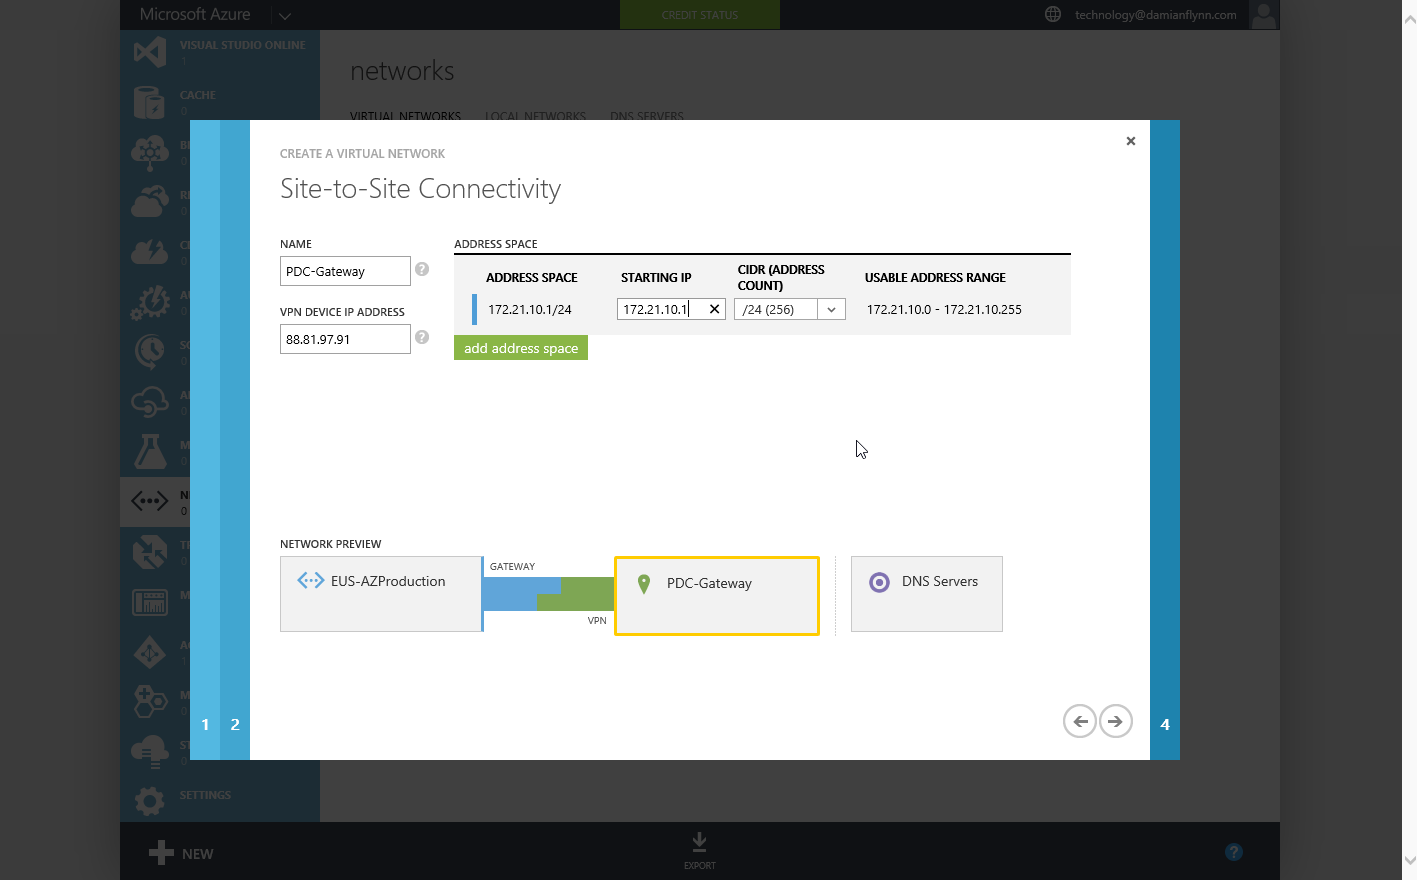 Microsoft Azure
CREDIT STATUS
technology@damianflynn.com
VISUAL STUDIO ONLINE
1
CACHE
0
networks
VIRTUAL NETWORKS LOCAL NETWORKS DNS SERVERS
CREATE A VIRTUAL NETWORK
Site-to-Site Connectivity
NAME
PDC-Gateway
VPN DEVICE IP ADDRESS
88.81.97.91
ADDRESS SPACE
ADDRESS SPACE STARTING IP CIDR (ADDRESS COUNT) USABLE ADDRESS RANGE
172.21.10.1/24 172.21.10.1 /24 (256) 172.21.10.0 - 172.21.10.255
add address space
NETWORK PREVIEW
EUS-AZProduction
GATEWAY
VPN
PDC-Gateway
DNS Servers
1 2
4
SETTINGS
NEW
EXPORT